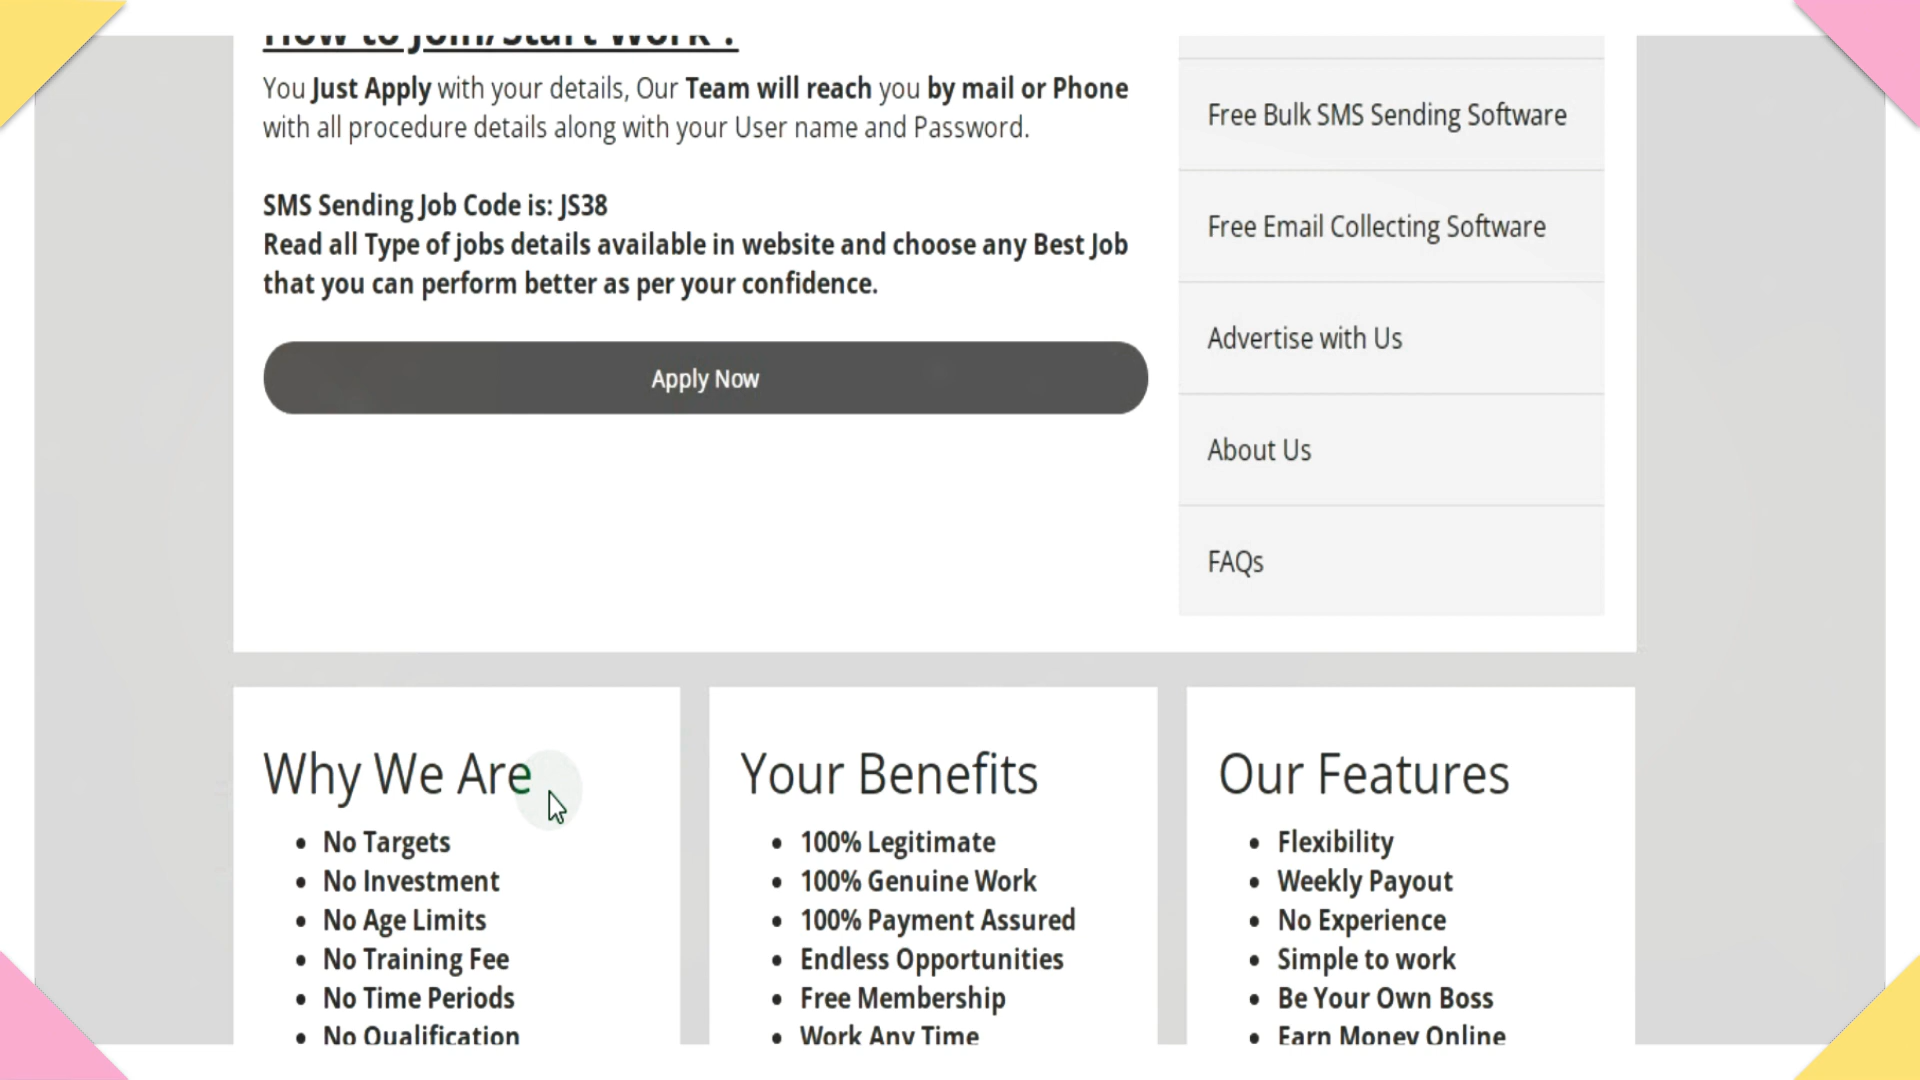 How to Join/Start Work ?
You Just Apply with your details, Our Team will reach you by mail or Phone
with all procedure details along with your User name and Password.
SMS Sending Job Code is: JS38
Read all Type of jobs details available in website and choose any Best Job
that you can perform better as per your confidence.
Apply Now
Free Bulk SMS Sending Software
Free Email Collecting Software
Advertise with Us
About Us
FAQs
Why We Are
No Targets
No Investment
No Age Limits
No Training Fee
No Time Periods
No Qualification
Your Benefits
100% Legitimate
100% Genuine Work
100% Payment Assured
Endless Opportunities
Free Membership
Work Any Time
Our Features
Flexibility
Weekly Payout
No Experience
Simple to work
Be Your Own Boss
Earn Money Online